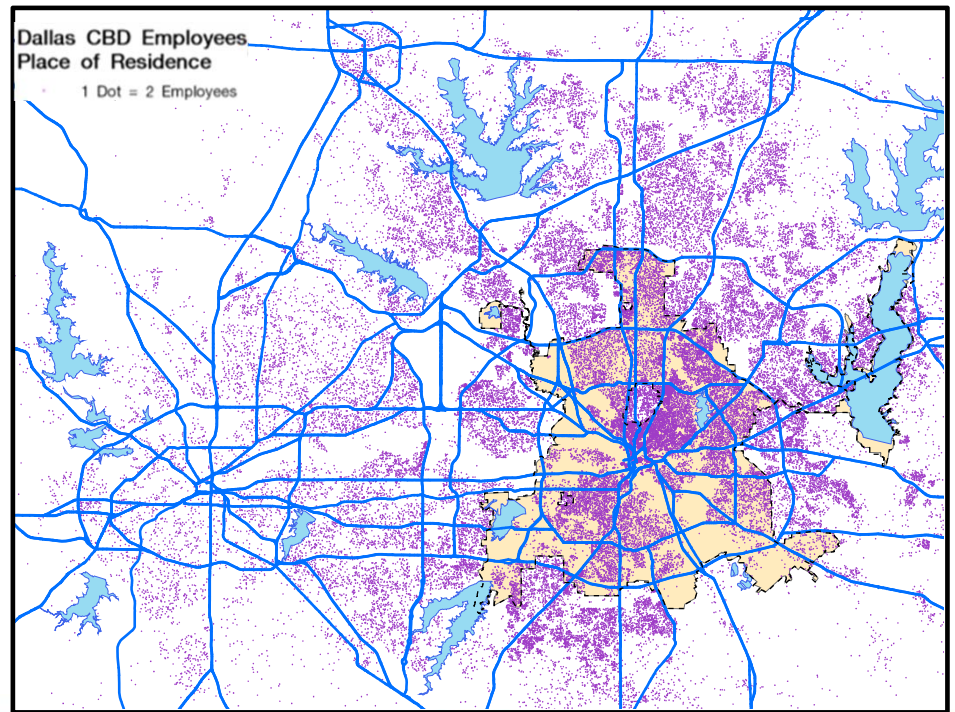 Dallas CBD Employees
Place of Residence
1 Dot = 2 Employees